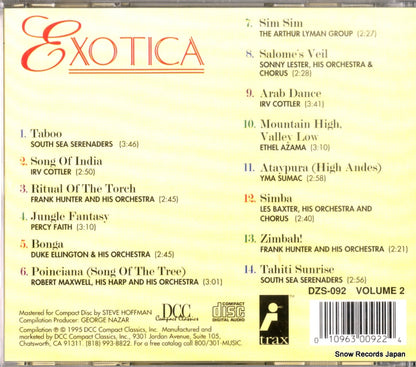 EXOTICA
1. Taboo
SOUTH SEA SERENADERS (3:46)
2. Song Of India
IRV COTTLER (2:50)
3. Ritual Of The Torch
FRANK HUNTER AND HIS ORCHESTRA (2:45)
4. Jungle Fantasy
PERCY FAITH (3:10)
5. Bonga
DUKE ELLINGTON & HIS ORCHESTRA (2:45)
6. Poinciana (Song Of The Tree)
ROBERT MAXWELL, HIS HARP AND HIS ORCHESTRA (3:01)
7. Sim Sim
THE ARTHUR LYMAN GROUP (2:27)
8. Salome's Veil
SONNY LESTER, HIS ORCHESTRA &
CHORUS (2:28)
9. Arab Dance
IRV COTTLER (3:41)
10. Mountain High,
Valley Low
ETHEL AZAMA (3:10)
11. Ataypura (High Andes)
YMA SUMAC (2:58)
12. Simba
LES BAXTER, HIS ORCHESTRA AND
CHORUS (2:40)
13. Zimbah!
FRANK HUNTER AND HIS ORCHESTRA (2:21)
14. Tahiti Sunrise
SOUTH SEA SERENADERS (2:56)
DZS-092 VOLUME 2
Mastered for Compact Disc by STEVE HOFFMAN
Compilation Producer: GEORGE NAZAR
Compilation ℗ © 1995 DCC Compact Classics, Inc. Manufactured and
marketed by DCC Compact Classics, Inc., 9301 Jordan Avenue, Suite 105,
Chatsworth, CA 91311. (818) 993-8822. For a free catalog call 800/301-MUSIC.
DCC
Compact Classics
COMPACT
disc
DIGITAL AUDIO
trax
0 10963 00922 4
Snow Records Japan